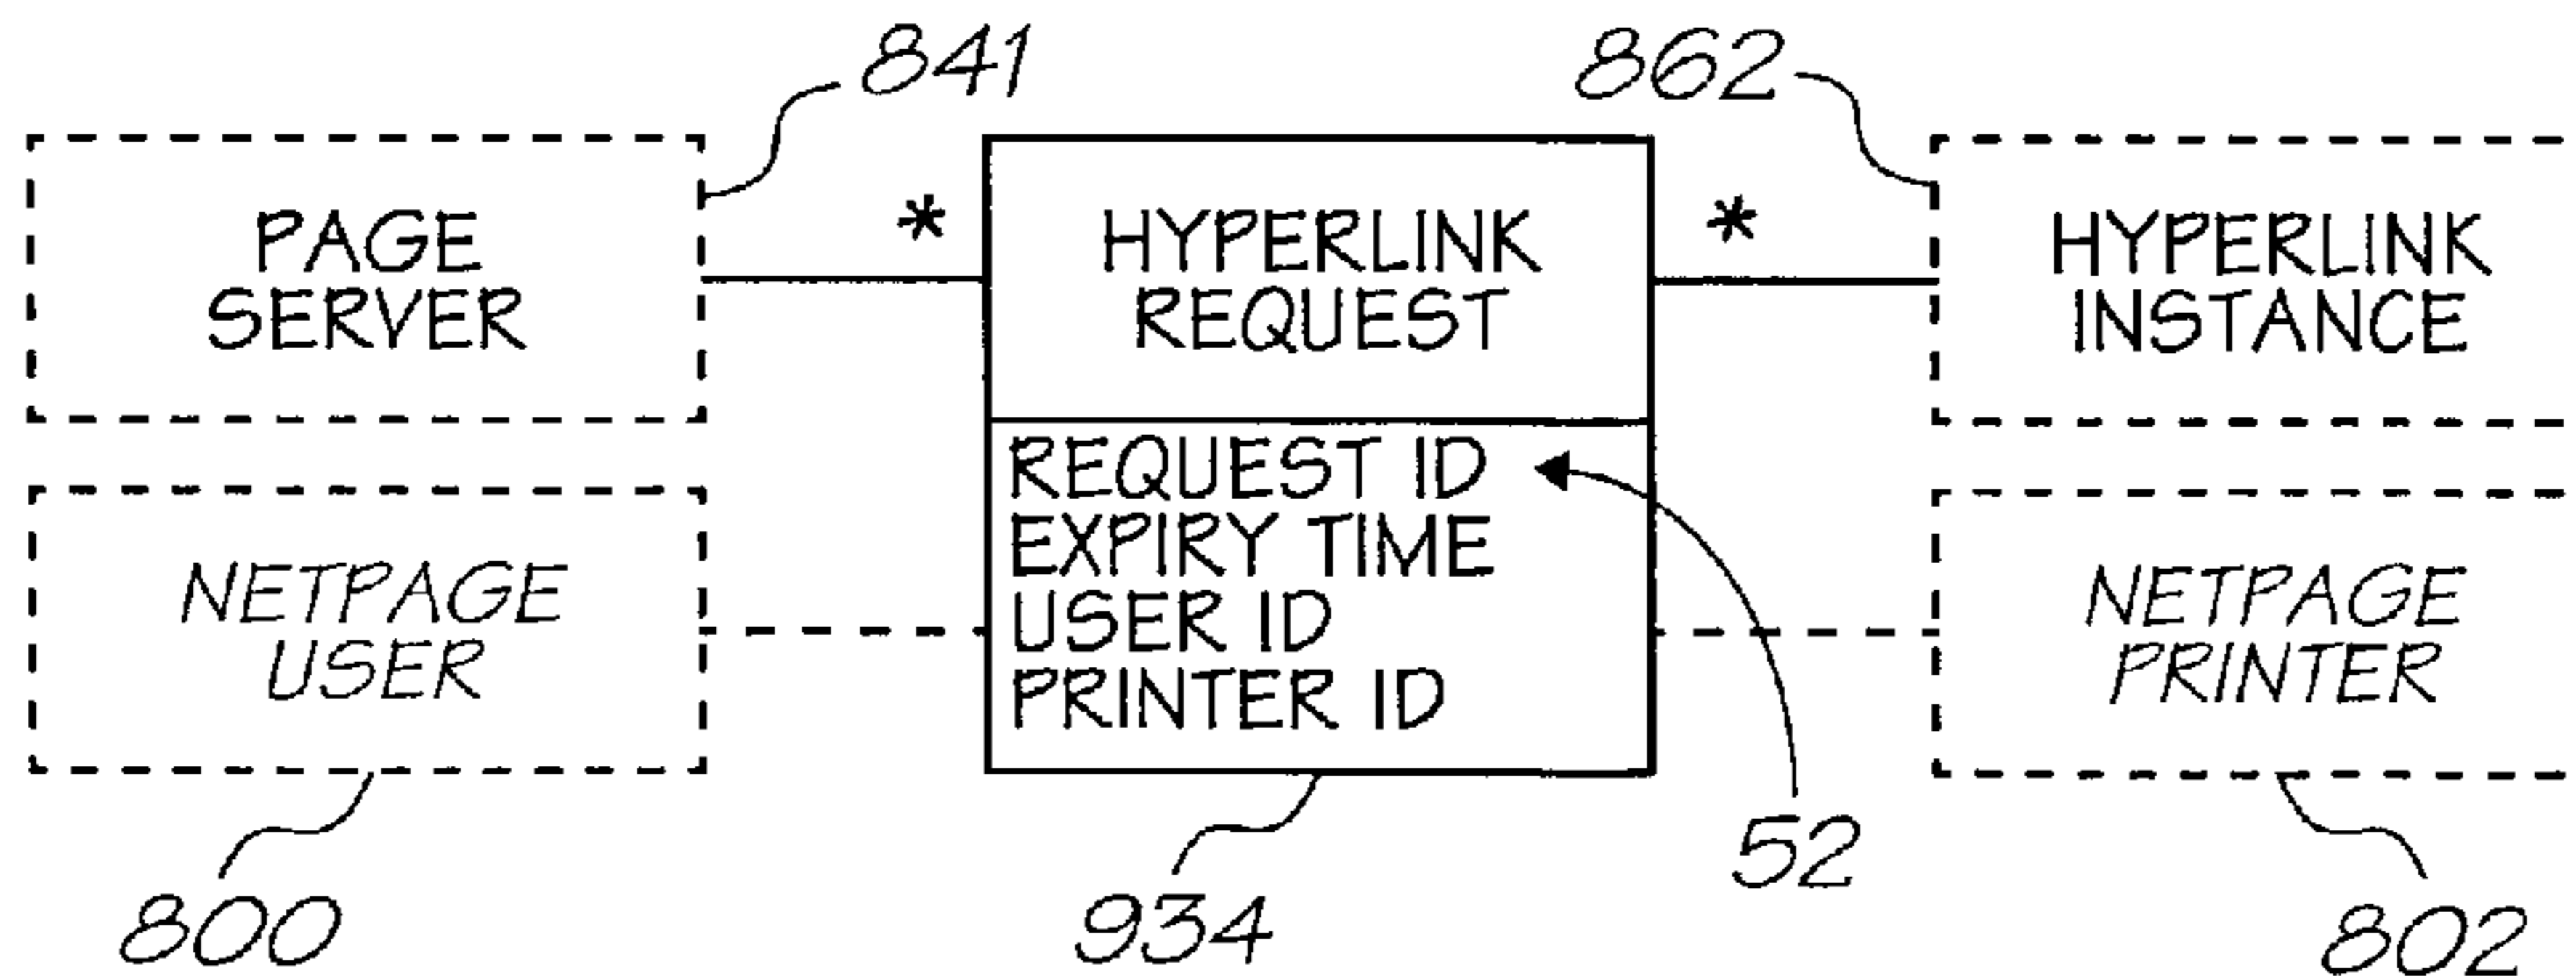 841
862
PAGE
SERVER
*
HYPERLINK
REQUEST
*
HYPERLINK
INSTANCE
NETPAGE
USER
REQUEST ID
EXPIRY TIME
USER ID
PRINTER ID
NETPAGE
PRINTER
52
800
934
802